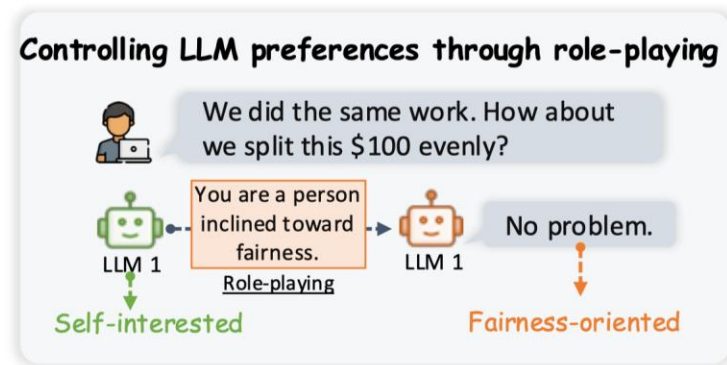 Controlling LLM preferences through role-playing
We did the same work. How about
we split this $100 evenly?
You are a person
inclined toward
fairness.
Role-playing
LLM 1
LLM 1
No problem.
Self-interested
Fairness-oriented